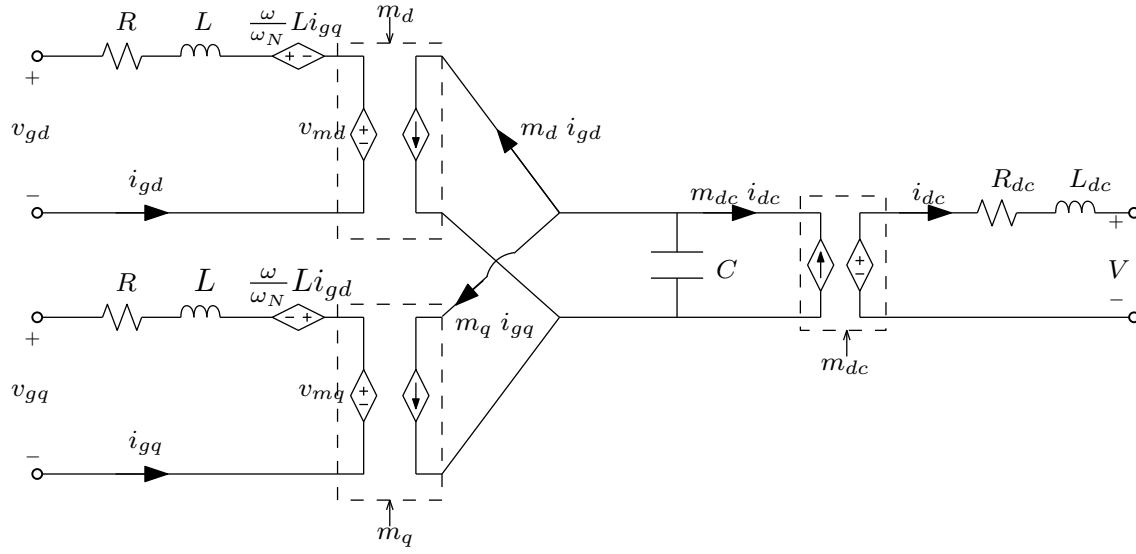 m_d
R L ω/ω_N Li_gq
+ + -
v_gd v_md + - m_d i_gd
- i_gd
m_dc i_dc i_dc R_dc L_dc
+
C + - V
-
R L ω/ω_N Li_gd
+ - + m_q i_gq
m_dc
v_gq v_mq + -
- i_gq
m_q